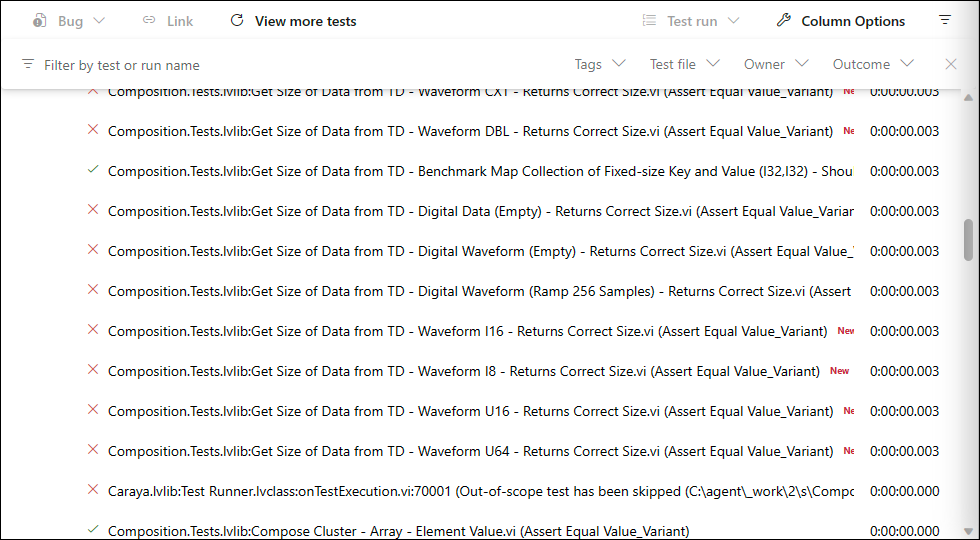 Bug Link View more tests Test run Column Options
Filter by test or run name Tags Test file Owner Outcome
Composition.Tests.lvlib:Get Size of Data from TD - Waveform CXT - Returns Correct Size.vi (Assert Equal Value_Variant) Ne 0:00:00.003
Composition.Tests.lvlib:Get Size of Data from TD - Waveform DBL - Returns Correct Size.vi (Assert Equal Value_Variant) Ne 0:00:00.003
Composition.Tests.lvlib:Get Size of Data from TD - Benchmark Map Collection of Fixed-size Key and Value (I32,I32) - Shou 0:00:00.003
Composition.Tests.lvlib:Get Size of Data from TD - Digital Data (Empty) - Returns Correct Size.vi (Assert Equal Value_Varian 0:00:00.003
Composition.Tests.lvlib:Get Size of Data from TD - Digital Waveform (Empty) - Returns Correct Size.vi (Assert Equal Value_ 0:00:00.003
Composition.Tests.lvlib:Get Size of Data from TD - Digital Waveform (Ramp 256 Samples) - Returns Correct Size.vi (Assert 0:00:00.003
Composition.Tests.lvlib:Get Size of Data from TD - Waveform I16 - Returns Correct Size.vi (Assert Equal Value_Variant) New 0:00:00.003
Composition.Tests.lvlib:Get Size of Data from TD - Waveform I8 - Returns Correct Size.vi (Assert Equal Value_Variant) New 0:00:00.003
Composition.Tests.lvlib:Get Size of Data from TD - Waveform U16 - Returns Correct Size.vi (Assert Equal Value_Variant) Ne 0:00:00.003
Composition.Tests.lvlib:Get Size of Data from TD - Waveform U64 - Returns Correct Size.vi (Assert Equal Value_Variant) Ne 0:00:00.003
Caraya.lvlib:Test Runner.lvclass:onTestExecution.vi:70001 (Out-of-scope test has been skipped (C:\agent\_work\2\s\Compo 0:00:00.000
Composition.Tests.lvlib:Compose Cluster - Array - Element Value.vi (Assert Equal Value_Variant) 0:00:00.000